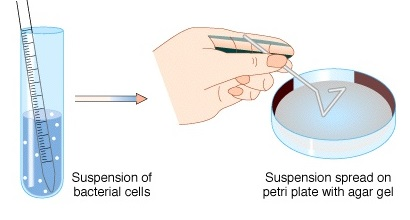 Suspension of
bacterial cells
Suspension spread on
petri plate with agar gel